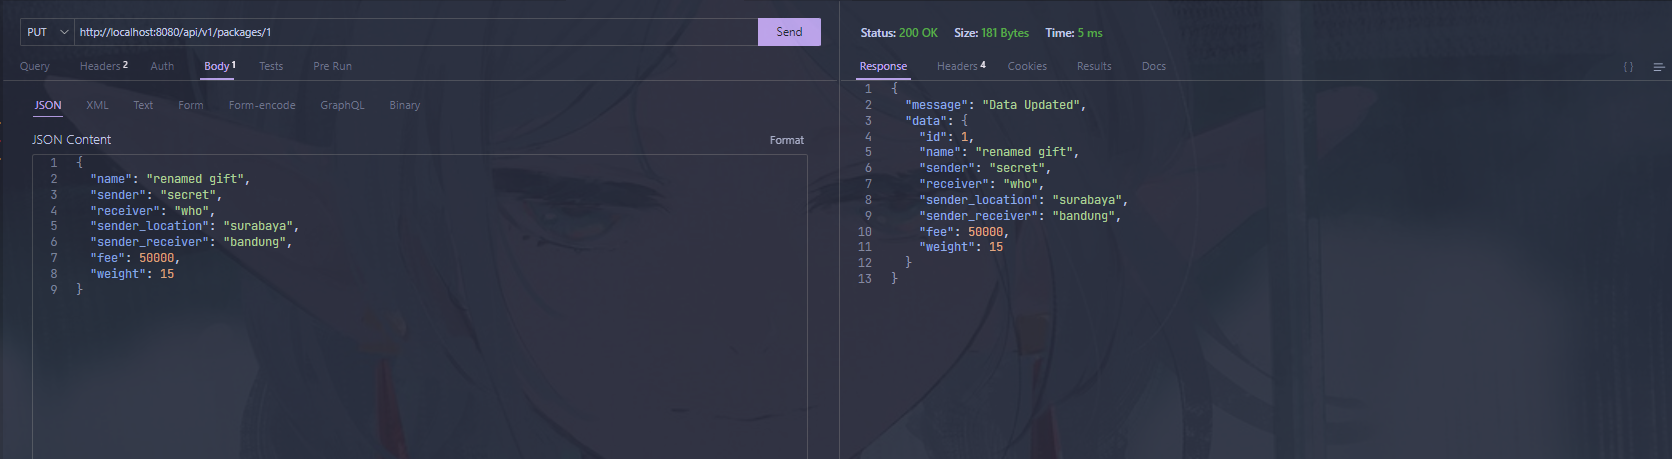 PUT http://localhost:8080/api/v1/packages/1 Send
Query Headers 2 Auth Body 1 Tests Pre Run
JSON XML Text Form Form-encode GraphQL Binary
JSON Content Format
1 {
2 "name": "renamed gift",
3 "sender": "secret",
4 "receiver": "who",
5 "sender_location": "surabaya",
6 "sender_receiver": "bandung",
7 "fee": 50000,
8 "weight": 15
9 }
Status: 200 OK Size: 181 Bytes Time: 5 ms
Response Headers 4 Cookies Results Docs { }
1 {
2 "message": "Data Updated",
3 "data": {
4 "id": 1,
5 "name": "renamed gift",
6 "sender": "secret",
7 "receiver": "who",
8 "sender_location": "surabaya",
9 "sender_receiver": "bandung",
10 "fee": 50000,
11 "weight": 15
12 }
13 }